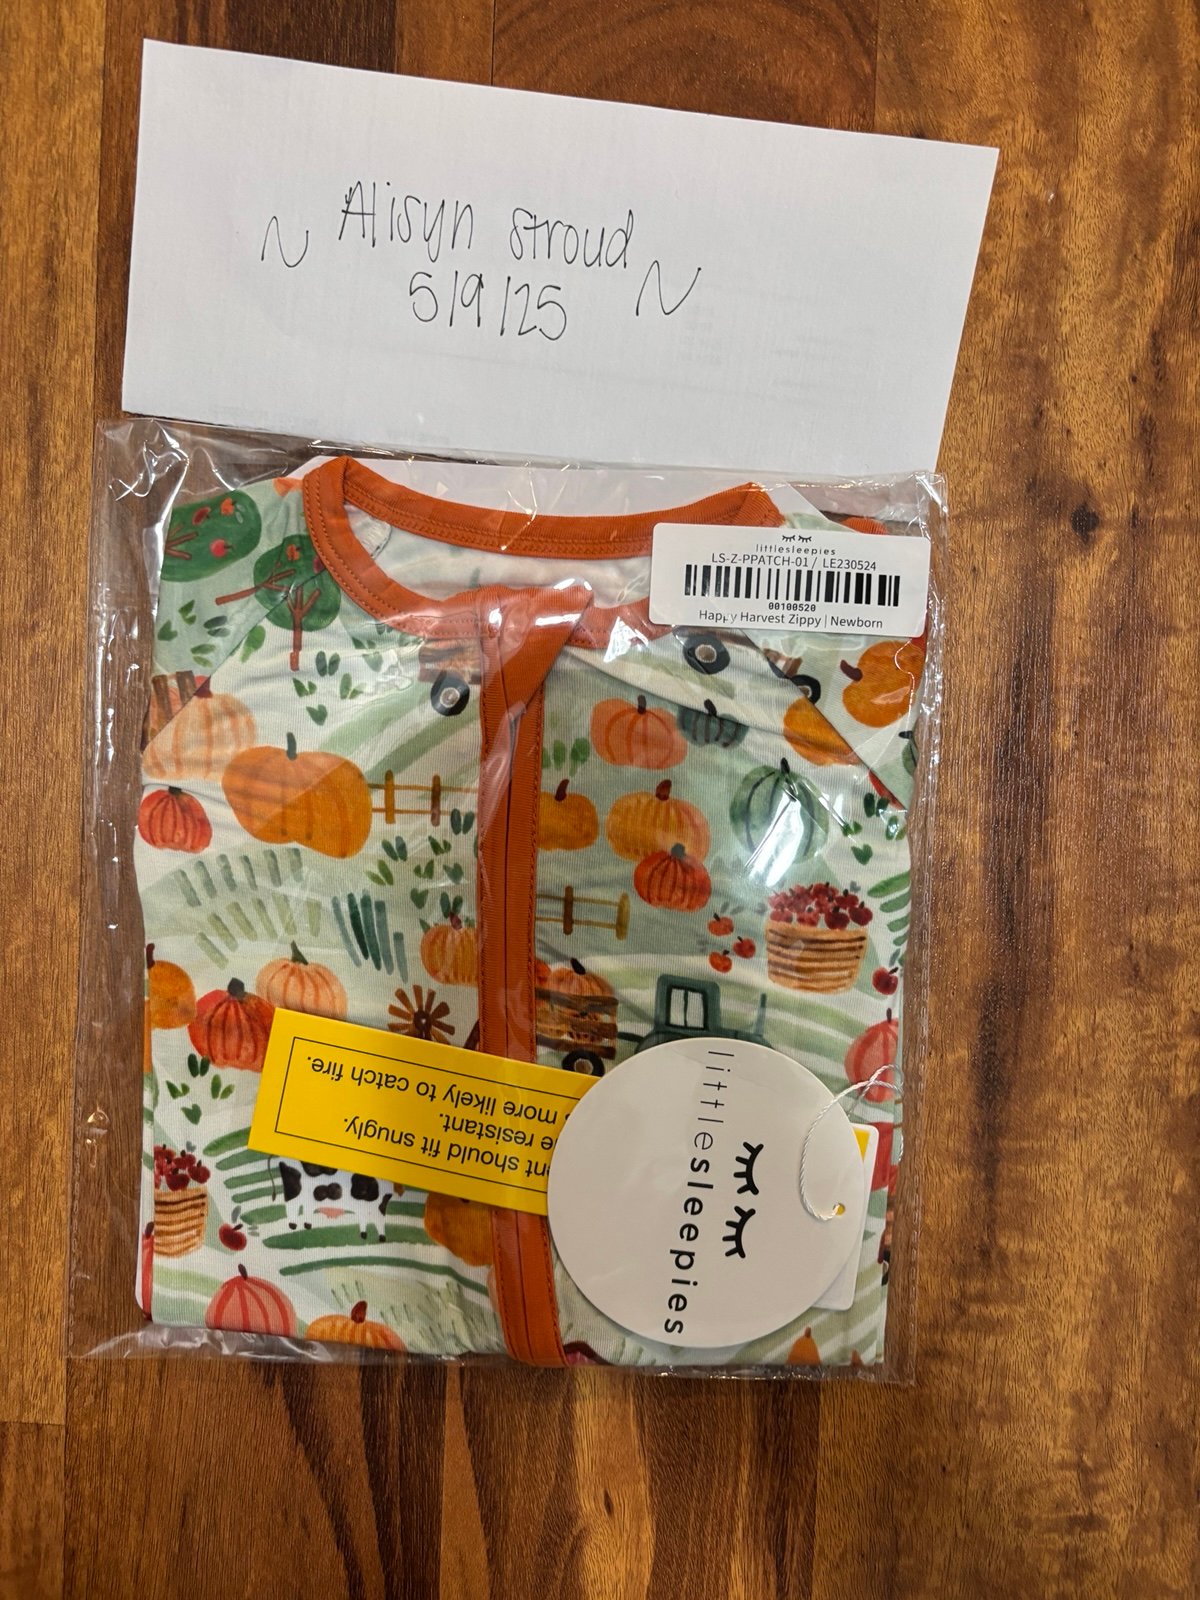 ~ Alisyn Stroud ~
5/9/25
littlesleepies
LS-Z-PPATCH-01 / LE230524
00100520
Happy Harvest Zippy | Newborn
nt should fit snugly.
e resistant.
s more likely to catch fire.
littlesleepies